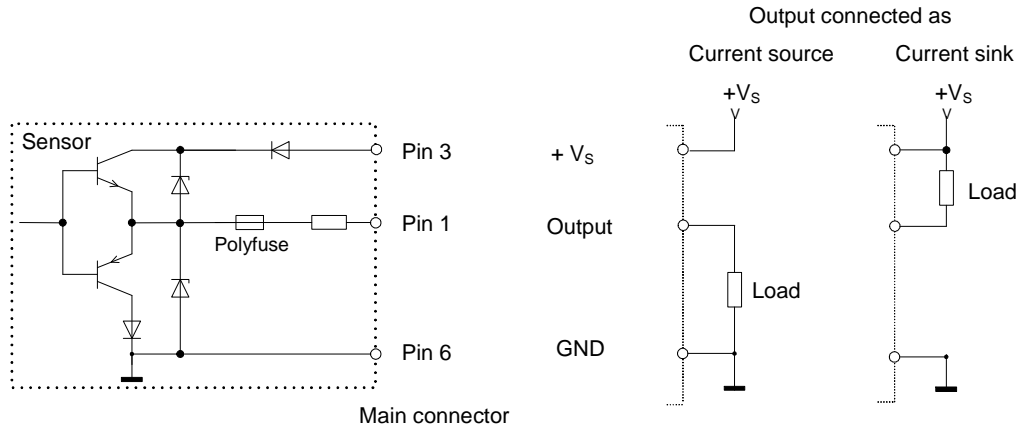 Output connected as
Current source
Current sink
+VS
+VS
Sensor
Pin 3
+ VS
Pin 1
Output
Polyfuse
Load
Load
Pin 6
GND
Main connector